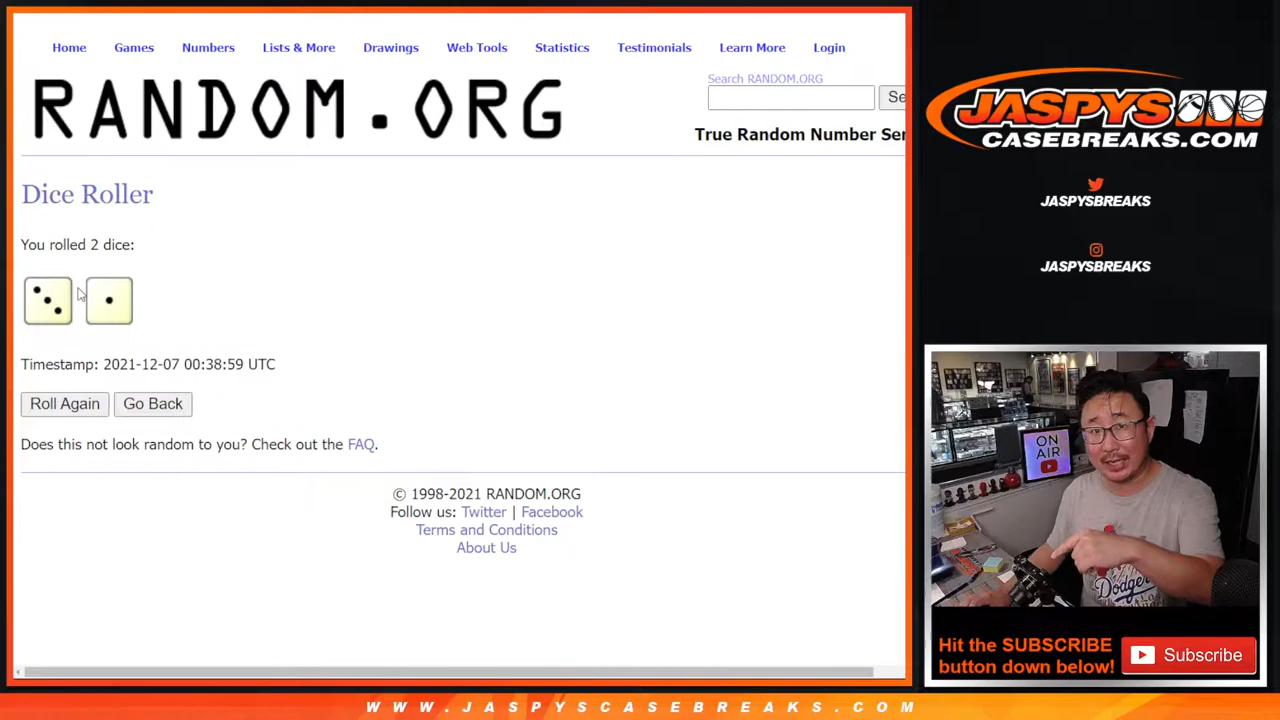 Home Games Numbers Lists & More Drawings Web Tools Statistics Testimonials Learn More Login
RANDOM.ORG
Search RANDOM.ORG
Se
True Random Number Ser
Dice Roller
You rolled 2 dice:
Timestamp: 2021-12-07 00:38:59 UTC
Roll Again Go Back
Does this not look random to you? Check out the FAQ.
© 1998-2021 RANDOM.ORG
Follow us: Twitter | Facebook
Terms and Conditions
About Us
JASPYS
CASEBREAKS.COM
JASPYSBREAKS
JASPYSBREAKS
ON
AIR
Dodgers
Hit the SUBSCRIBE
button down below!
Subscribe
WWW.JASPYSCASEBREAKS.COM